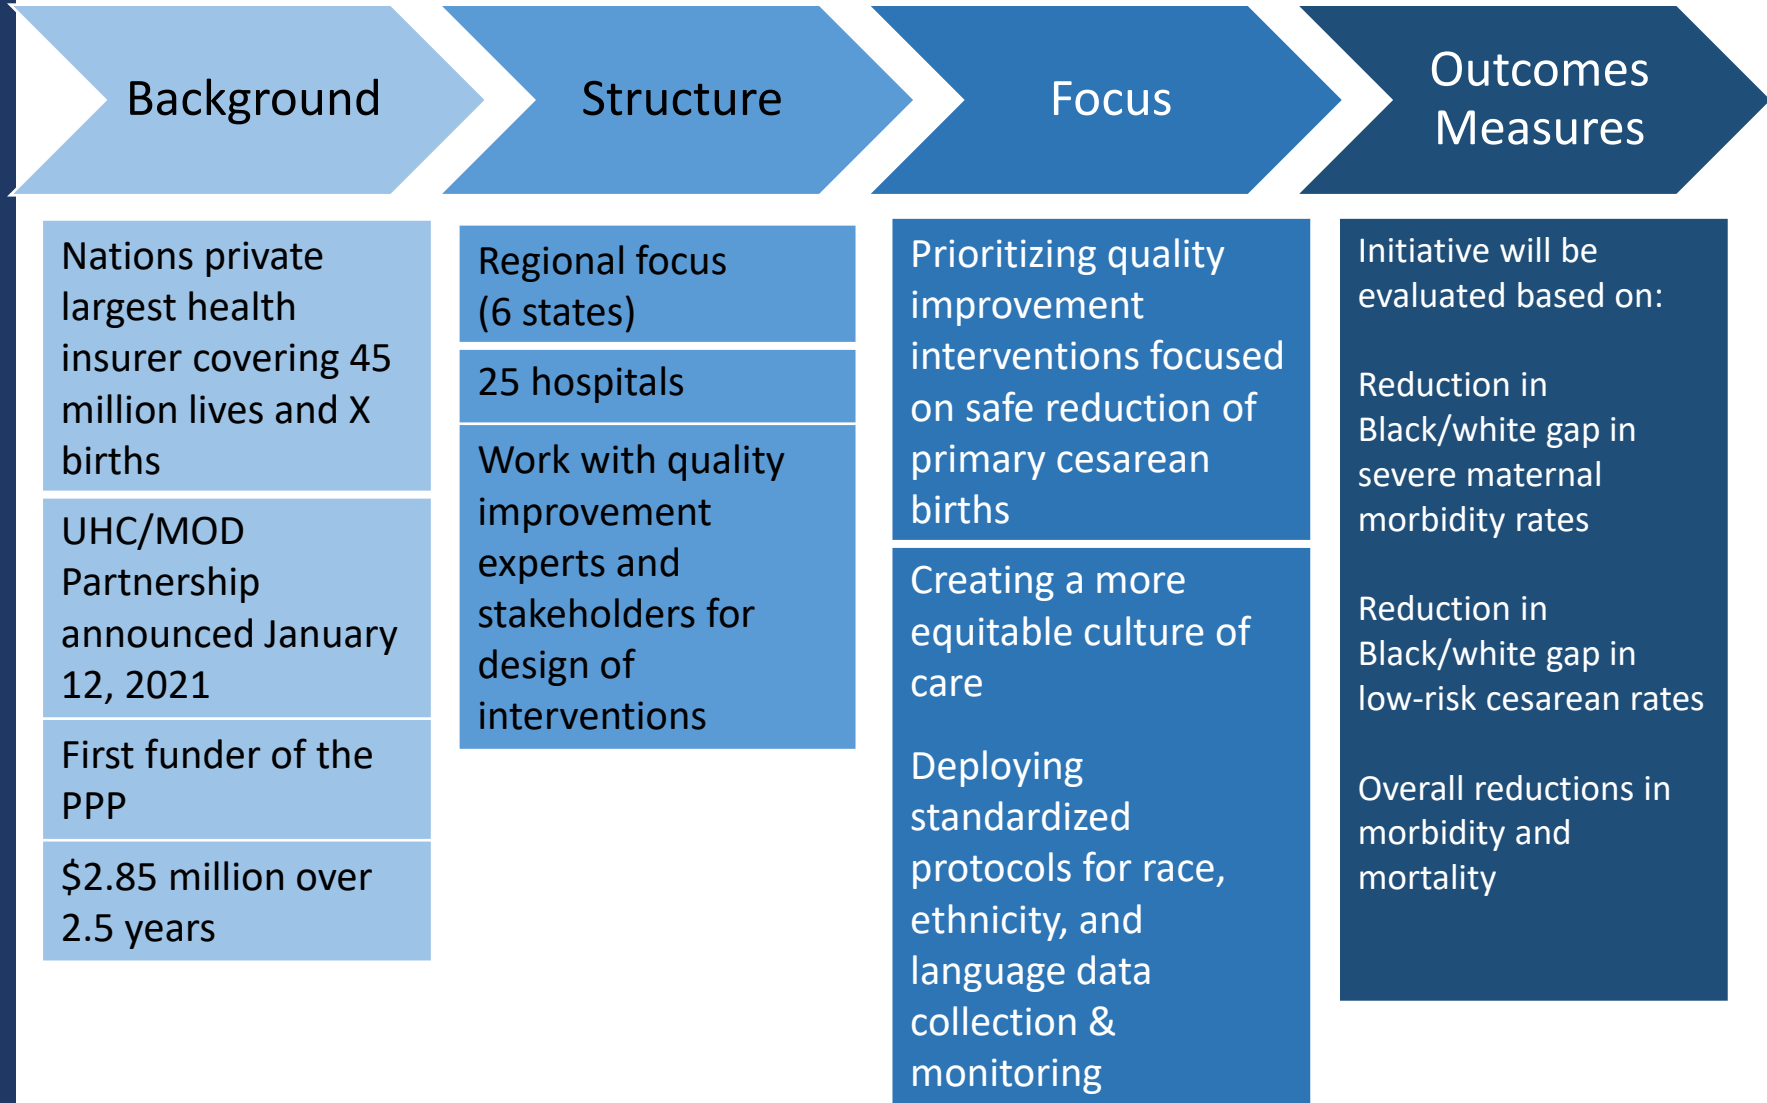 Background
Structure
Focus
Outcomes
Measures
Nations private
largest health
insurer covering 45
million lives and X
births
UHC/MOD
Partnership
announced January
12, 2021
First funder of the
PPP
$2.85 million over
2.5 years
Regional focus
(6 states)
25 hospitals
Work with quality
improvement
experts and
stakeholders for
design of
interventions
Prioritizing quality
improvement
interventions focused
on safe reduction of
primary cesarean
births
Creating a more
equitable culture of
care
Deploying
standardized
protocols for race,
ethnicity, and
language data
collection &
monitoring
Initiative will be
evaluated based on:
Reduction in
Black/white gap in
severe maternal
morbidity rates
Reduction in
Black/white gap in
low-risk cesarean rates
Overall reductions in
morbidity and
mortality